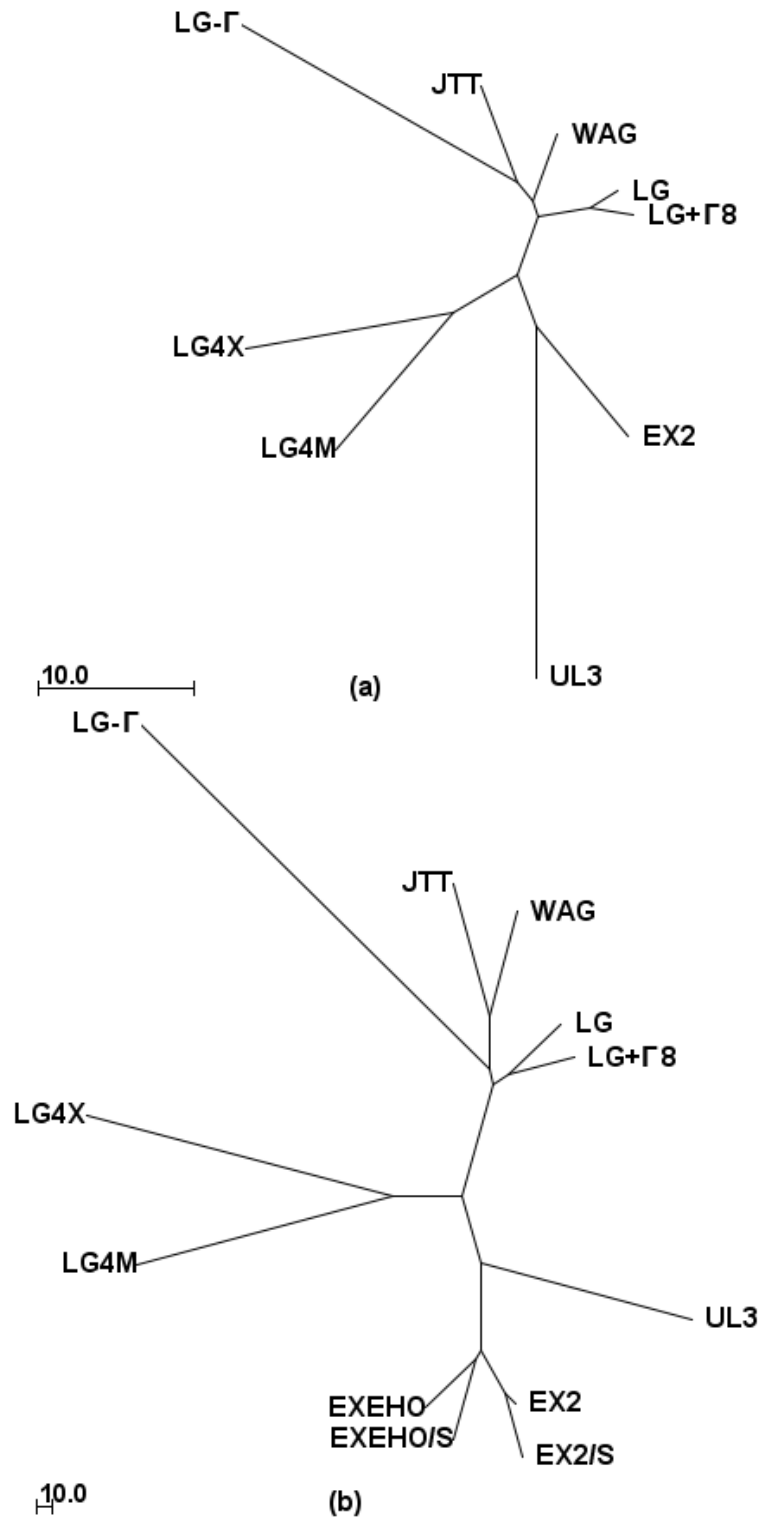 LG-Γ
JTT
WAG
LG
LG+Γ8
LG4X
LG4M
EX2
UL3
10.0
(a)
LG-Γ
JTT
WAG
LG
LG+Γ8
LG4X
LG4M
UL3
EXEHO
EX2
EXEHO/S
EX2/S
10.0
(b)